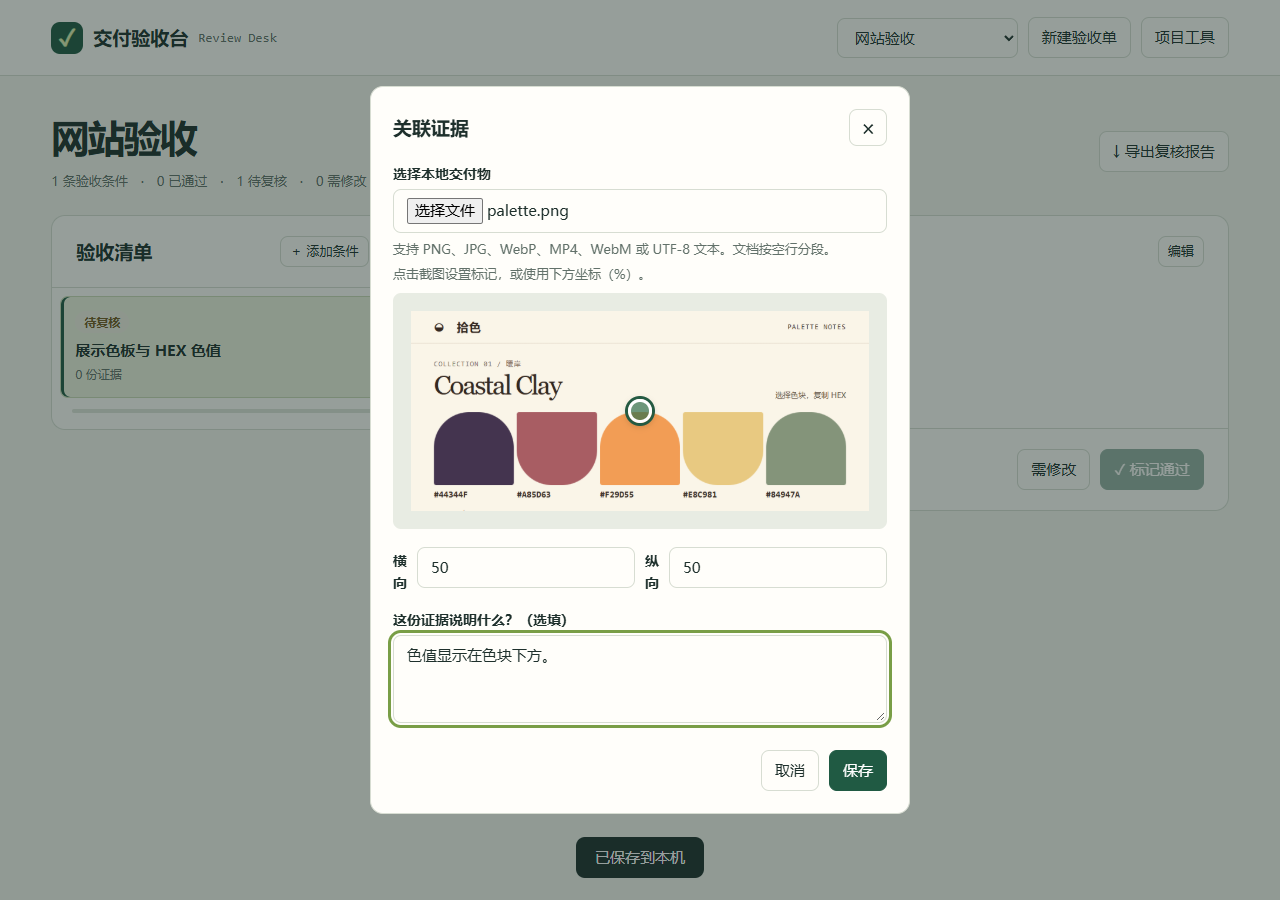 交付验收台 Review Desk
网站验收
新建验收单
项目工具
网站验收
1 条验收条件 · 0 已通过 · 1 待复核 · 0 需修改
↓ 导出复核报告
验收清单
+ 添加条件
编辑
待复核
展示色板与 HEX 色值
0 份证据
需修改
✓ 标记通过
关联证据
×
选择本地交付物
选择文件 palette.png
支持 PNG、JPG、WebP、MP4、WebM 或 UTF-8 文本。文档按空行分段。
点击截图设置标记，或使用下方坐标（%）。
拾色
PALETTE NOTES
COLLECTION 01 / 暖岸
Coastal Clay
选择色块，复制 HEX
#44344F #A85D63 #F29D55 #E8C981 #84947A
横向 50 纵向 50
这份证据说明什么？（选填）
色值显示在色块下方。
取消 保存
已保存到本机